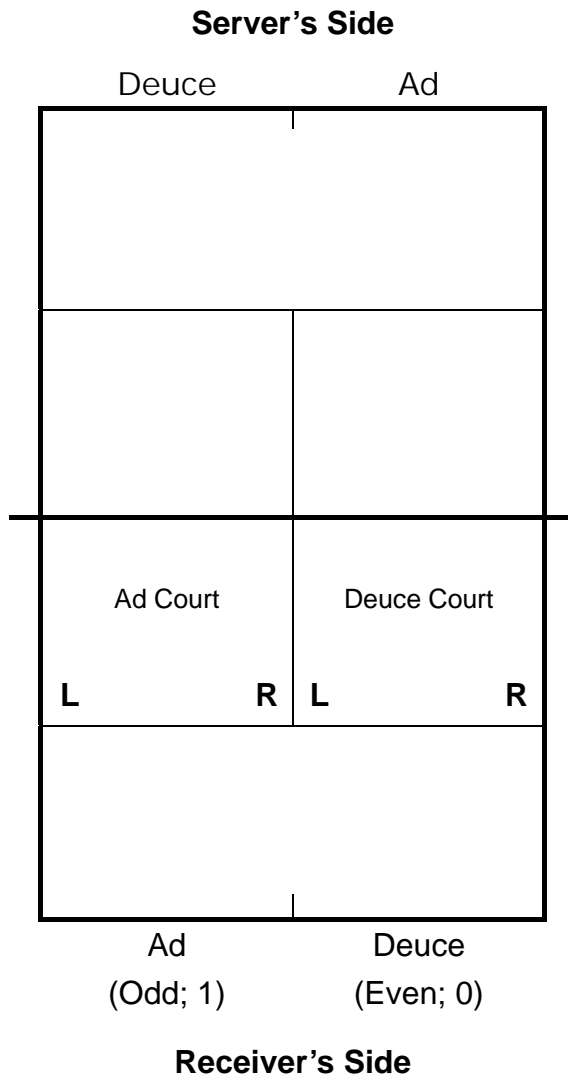 Server’s Side
Deuce Ad
Ad Court Deuce Court
L R L R
Ad Deuce
(Odd; 1) (Even; 0)
Receiver’s Side